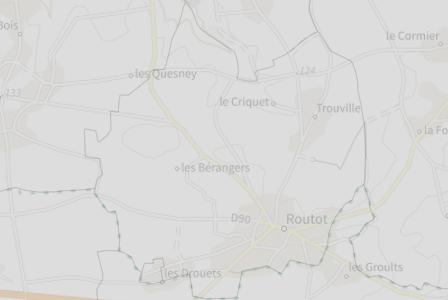 Bois
le Cormier
les Quesney
124
133
le Criquet
Trouville
la Fo
les Bérangers
D90
Routot
les Drouets
les Groults